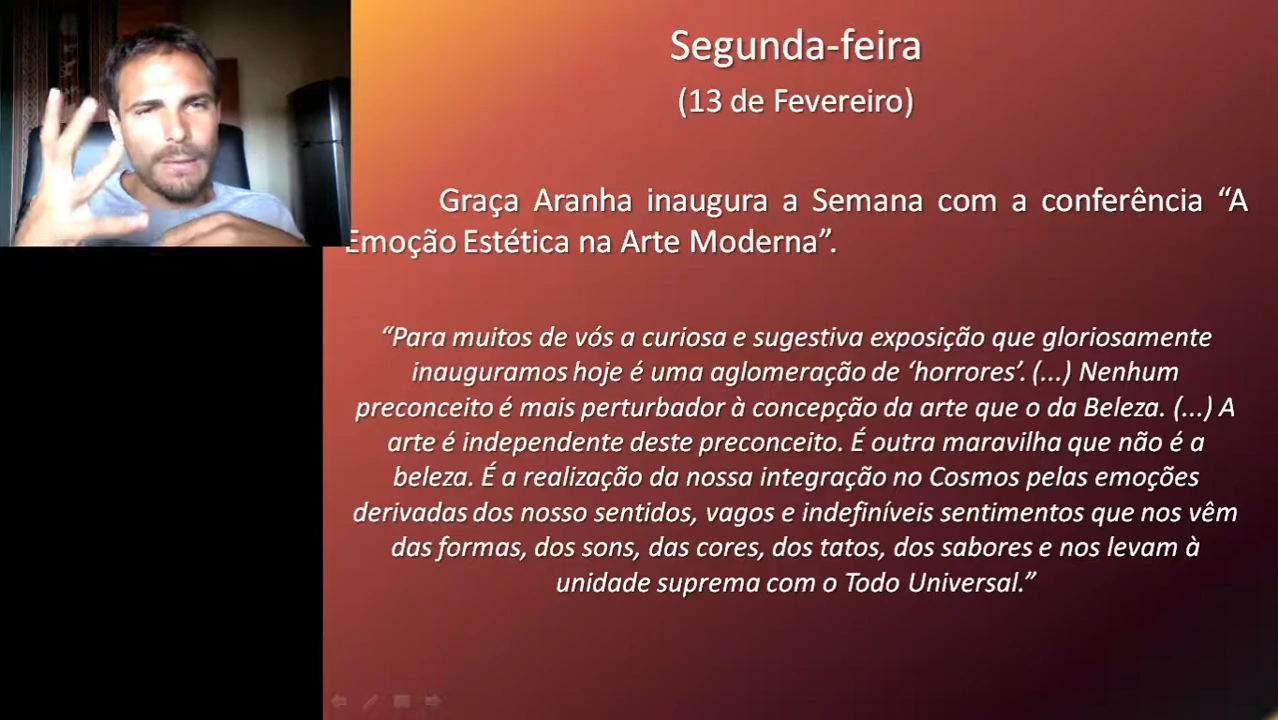 Segunda-feira
(13 de Fevereiro)
Graça Aranha inaugura a Semana com a conferência “A
Emoção Estética na Arte Moderna”.
“Para muitos de vós a curiosa e sugestiva exposição que gloriosamente
inauguramos hoje é uma aglomeração de ‘horrores’. (...) Nenhum
preconceito é mais perturbador à concepção da arte que o da Beleza. (...) A
arte é independente deste preconceito. É outra maravilha que não é a
beleza. É a realização da nossa integração no Cosmos pelas emoções
derivadas dos nosso sentidos, vagos e indefiníveis sentimentos que nos vêm
das formas, dos sons, das cores, dos tatos, dos sabores e nos levam à
unidade suprema com o Todo Universal.”